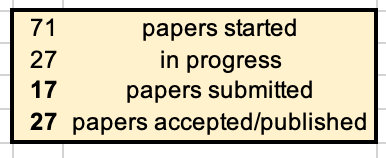 71 papers started
27 in progress
17 papers submitted
27 papers accepted/published